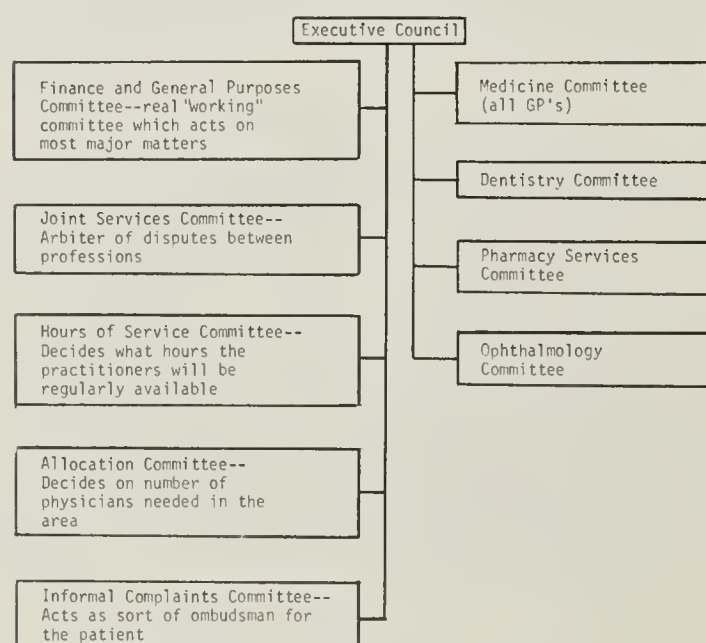 Executive Council
Finance and General Purposes
Committee--real "working"
committee which acts on
most major matters
Joint Services Committee--
Arbiter of disputes between
professions
Hours of Service Committee--
Decides what hours the
practitioners will be
regularly available
Allocation Committee--
Decides on number of
physicians needed in the
area
Informal Complaints Committee--
Acts as sort of ombudsman for
the patient
Medicine Committee
(all GP's)
Dentistry Committee
Pharmacy Services
Committee
Ophthalmology
Committee